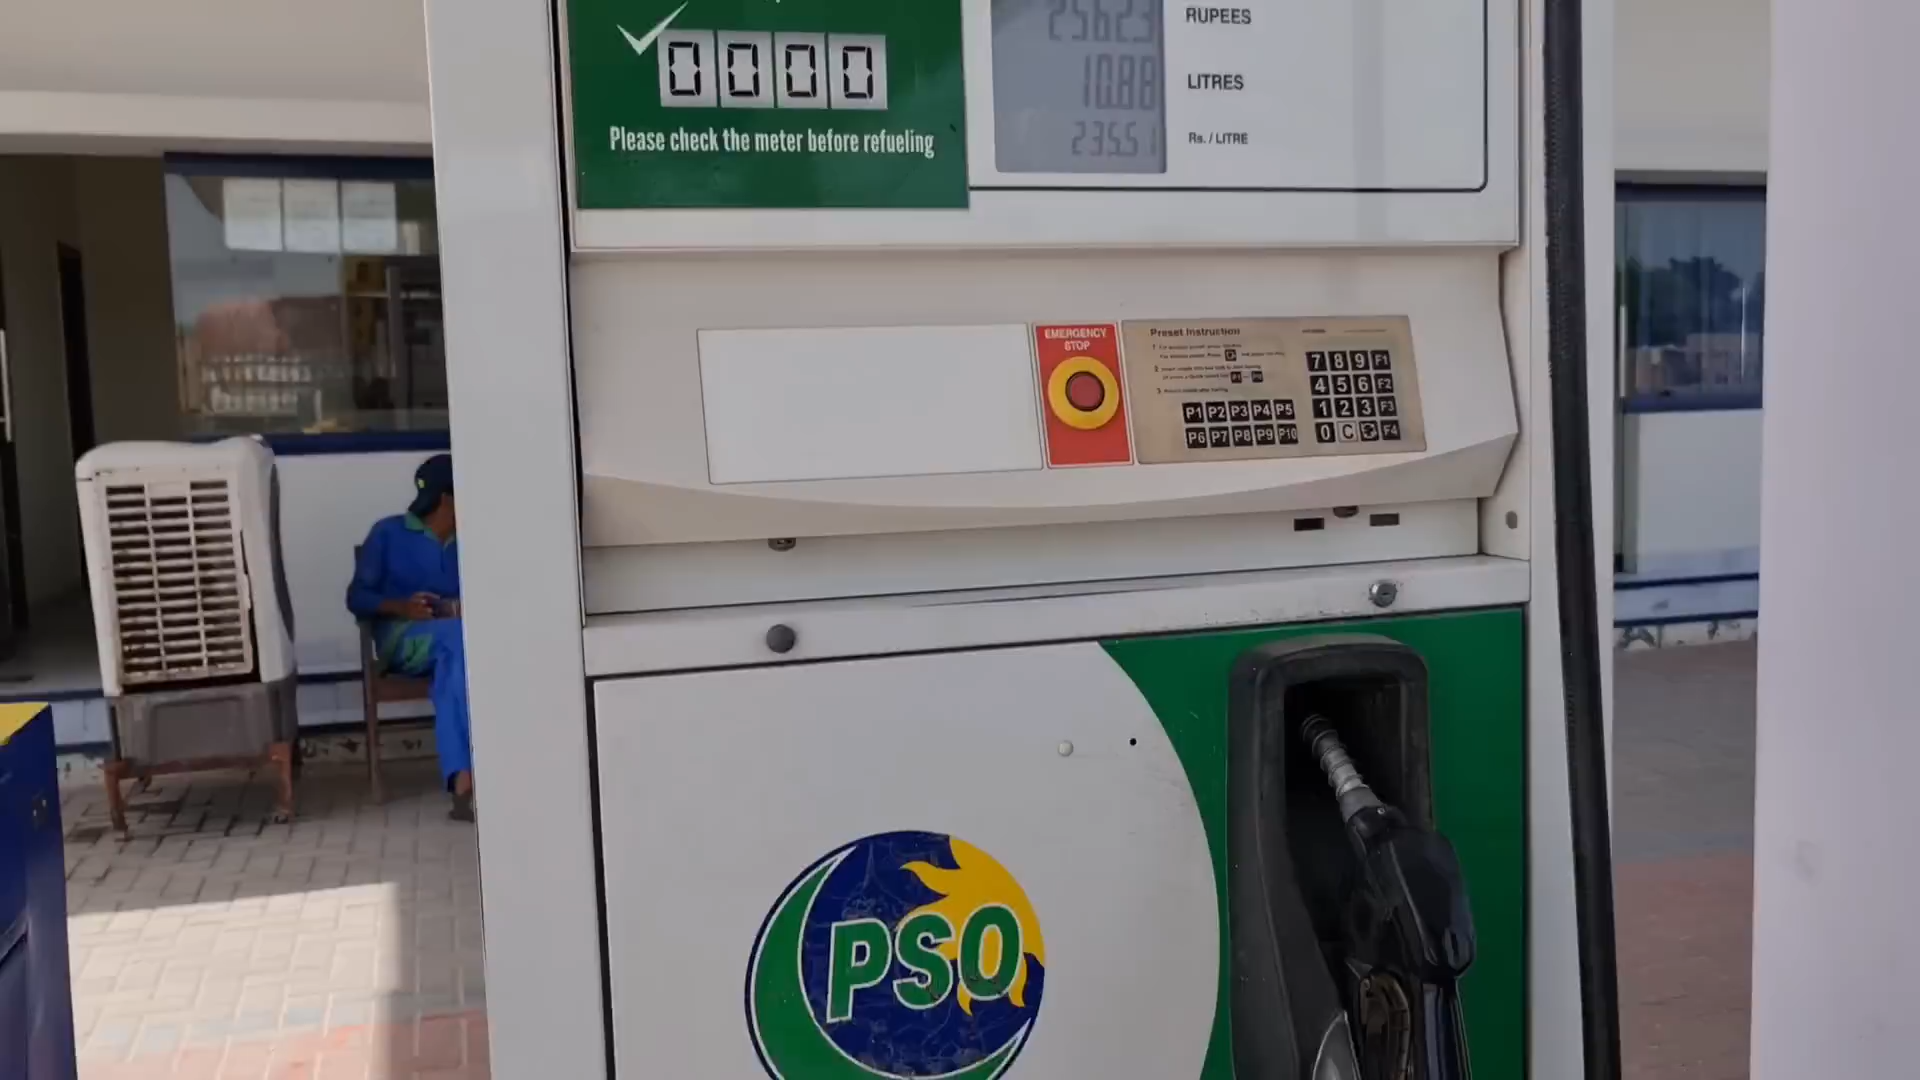 0000
Please check the meter before refueling
2562.3
RUPEES
10.88
LITRES
235.51
Rs. / LITRE
EMERGENCY
STOP
Preset Instruction
7 8 9 F1
4 5 6 F2
1 2 3 F3
0 C F4
P1 P2 P3 P4 P5
P6 P7 P8 P9 P10
PSO